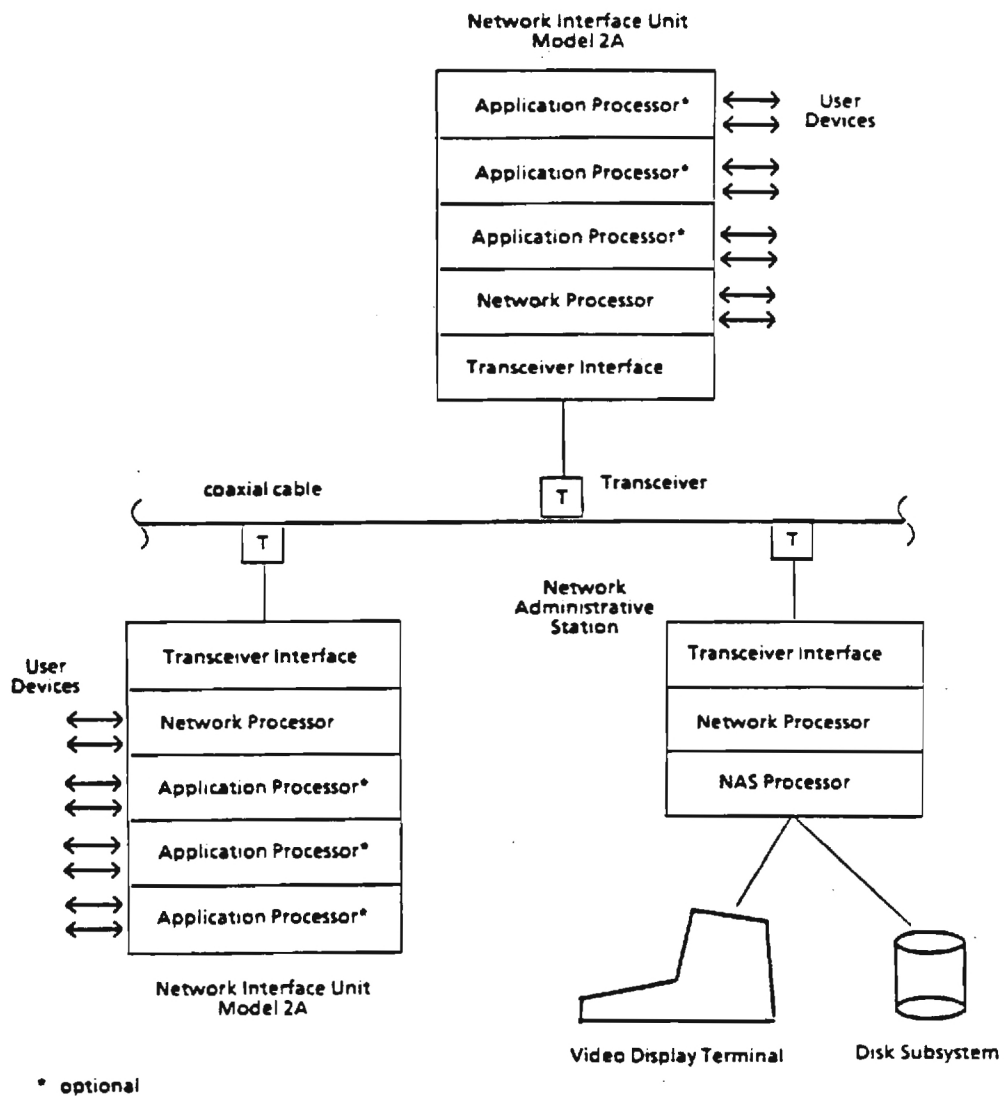 Network Interface Unit
Model 2A
Application Processor*
User
Devices
Application Processor*
Application Processor*
Network Processor
Transceiver Interface
coaxial cable
T
Transceiver
T
T
Network
Administrative
Station
User
Devices
Transceiver Interface
Network Processor
Application Processor*
Application Processor*
Application Processor*
Network Interface Unit
Model 2A
Transceiver Interface
Network Processor
NAS Processor
Video Display Terminal
Disk Subsystem
* optional